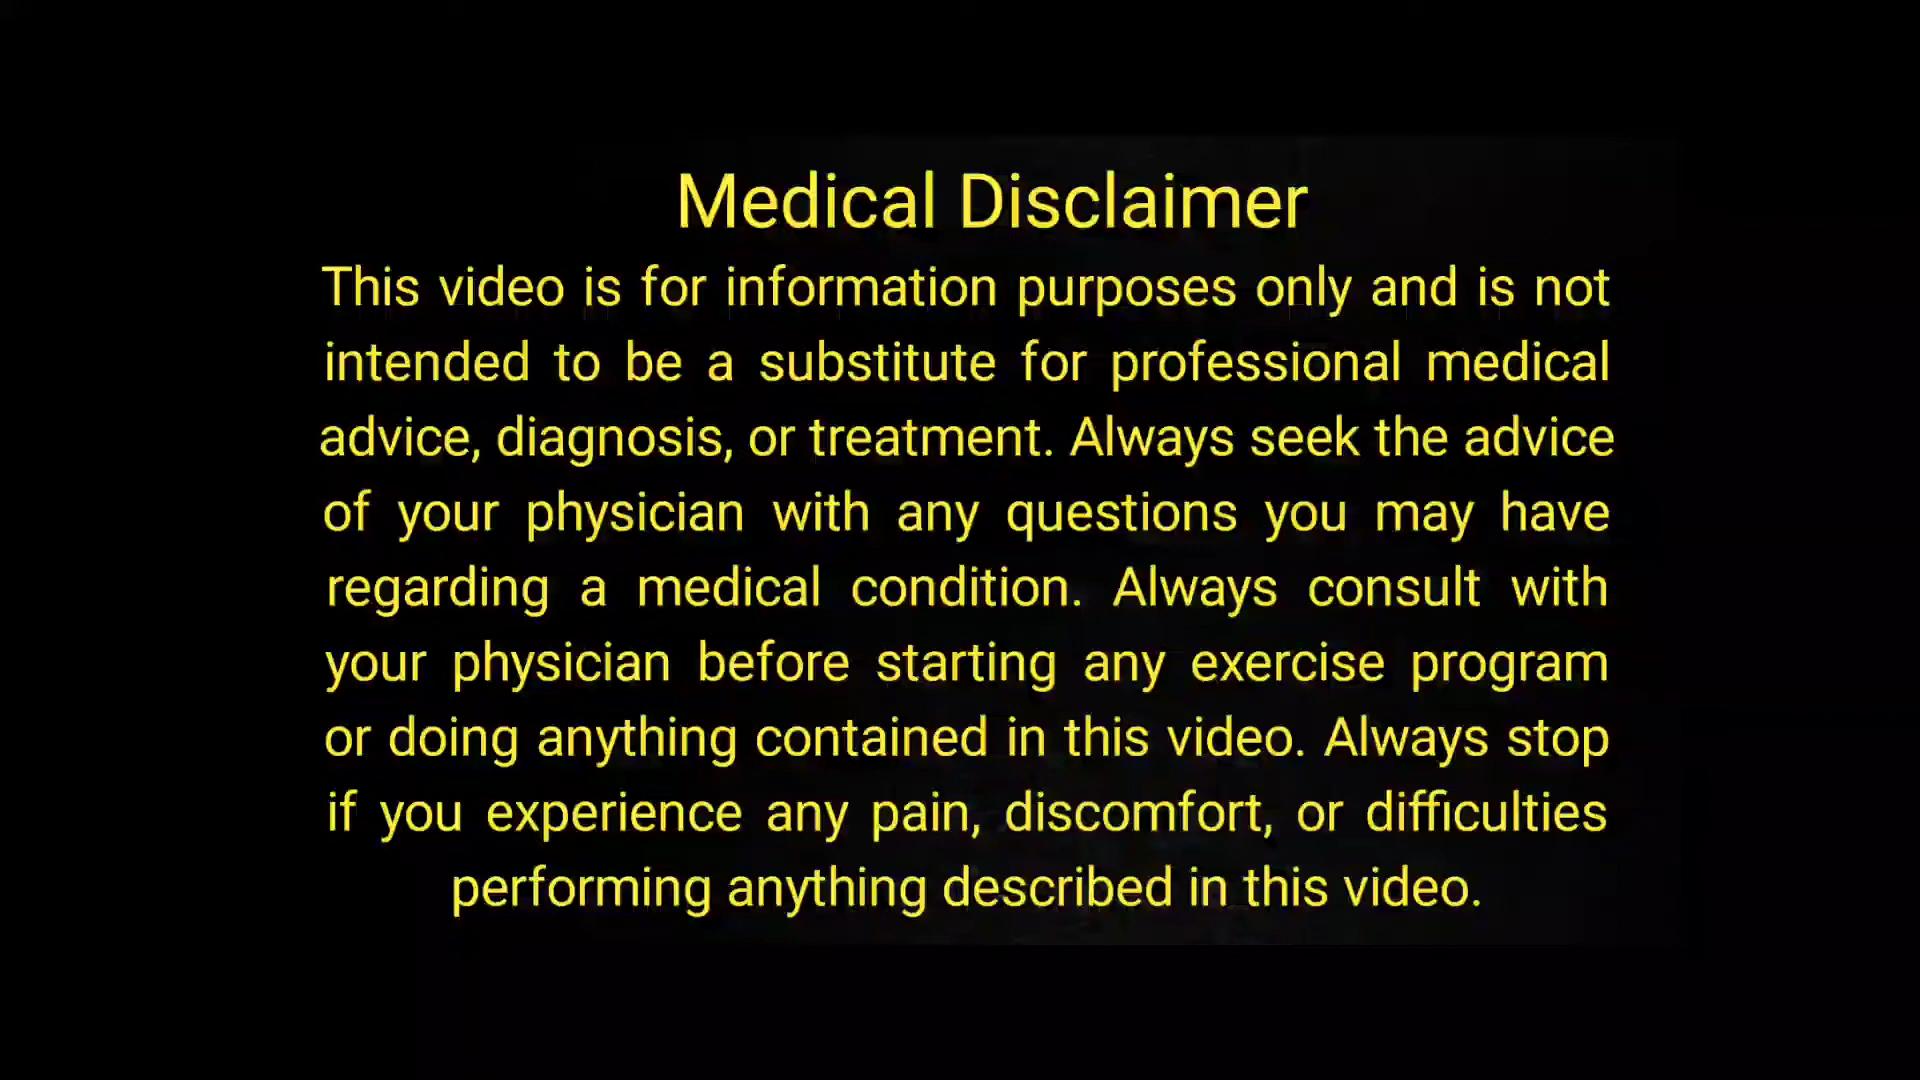 Medical Disclaimer
This video is for information purposes only and is not
intended to be a substitute for professional medical
advice, diagnosis, or treatment. Always seek the advice
of your physician with any questions you may have
regarding a medical condition. Always consult with
your physician before starting any exercise program
or doing anything contained in this video. Always stop
if you experience any pain, discomfort, or difficulties
performing anything described in this video.